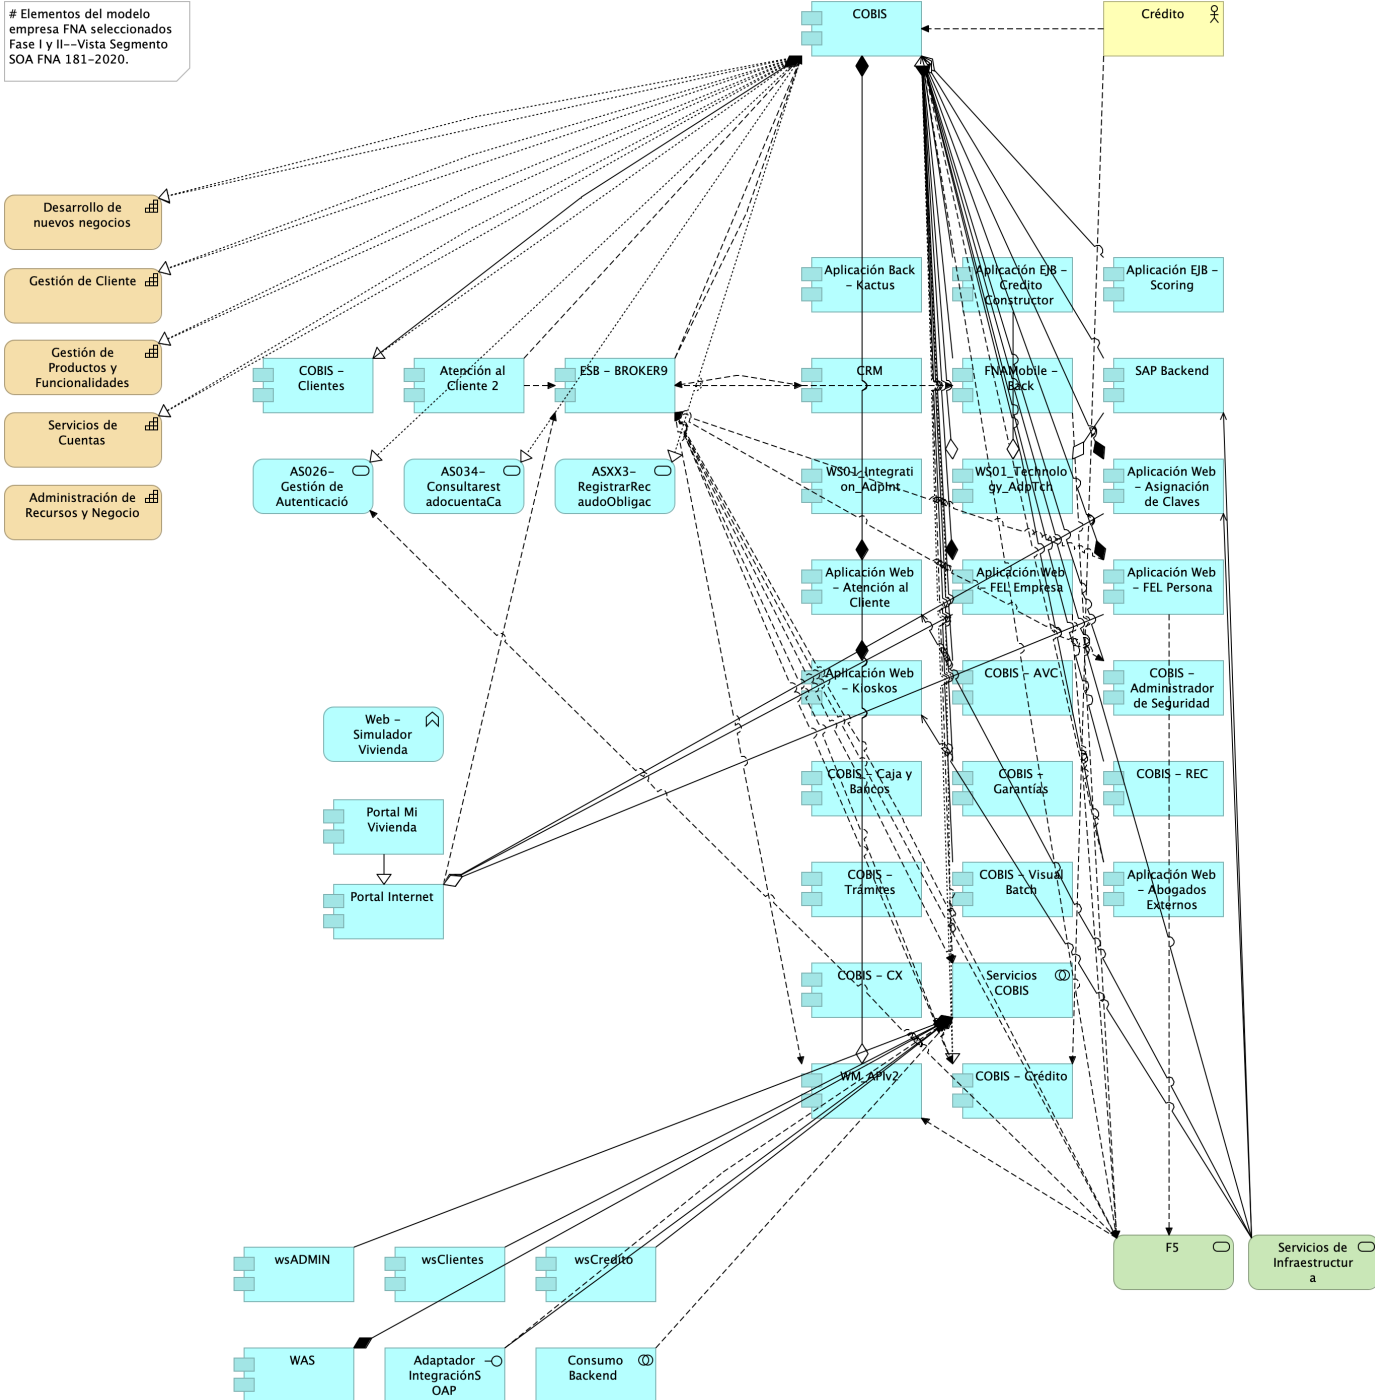 # Elementos del modelo
empresa FNA seleccionados
Fase I y II--Vista Segmento
SOA FNA 181-2020.
COBIS
Crédito
Desarrollo de
nuevos negocios
Gestión de Cliente
Gestión de
Productos y
Funcionalidades
Servicios de
Cuentas
Administración de
Recursos y Negocio
Aplicación Back
- Kactus
Aplicación EJB -
Credito
Constructor
Aplicación EJB -
Scoring
COBIS -
Clientes
Atención al
Cliente 2
ESB - BROKER9
CRM
FNAMobile -
Back
SAP Backend
AS026-
Gestión de
Autenticació
AS034-
Consultarest
adocuentaCa
ASXX3-
RegistrarRec
audoObligac
WS01_Integrati
on_AdpInt
WS01_Technolo
gy_AdpTch
Aplicación Web
- Asignación
de Claves
Aplicación Web
- Atención al
Cliente
Aplicación Web
- FEL Empresa
Aplicación Web
- FEL Persona
Aplicación Web
- Kioskos
COBIS - AVC
COBIS -
Administrador
de Seguridad
Web -
Simulador
Vivienda
COBIS - Caja y
Bancos
COBIS -
Garantías
COBIS - REC
Portal Mi
Vivienda
COBIS -
Trámites
COBIS - Visual
Batch
Aplicación Web
- Abogados
Externos
Portal Internet
COBIS - CX
Servicios
COBIS
WM_APIv2
COBIS - Crédito
wsADMIN
wsClientes
wsCredito
F5
Servicios de
Infraestructur
a
WAS
Adaptador
IntegraciónS
OAP
Consumo
Backend